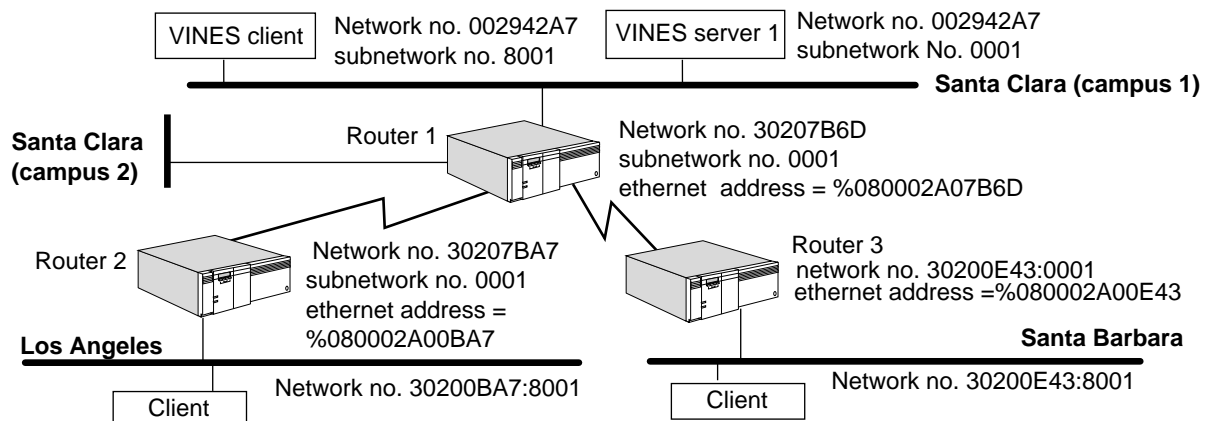 VINES client
Network no. 002942A7
subnetwork no. 8001
VINES server 1
Network no. 002942A7
subnetwork No. 0001
Santa Clara (campus 1)
Santa Clara
(campus 2)
Router 1
Network no. 30207B6D
subnetwork no. 0001
ethernet address = %080002A07B6D
Router 2
Network no. 30207BA7
subnetwork no. 0001
ethernet address =
%080002A00BA7
Router 3
network no. 30200E43:0001
ethernet address =%080002A00E43
Los Angeles
Network no. 30200BA7:8001
Client
Santa Barbara
Network no. 30200E43:8001
Client